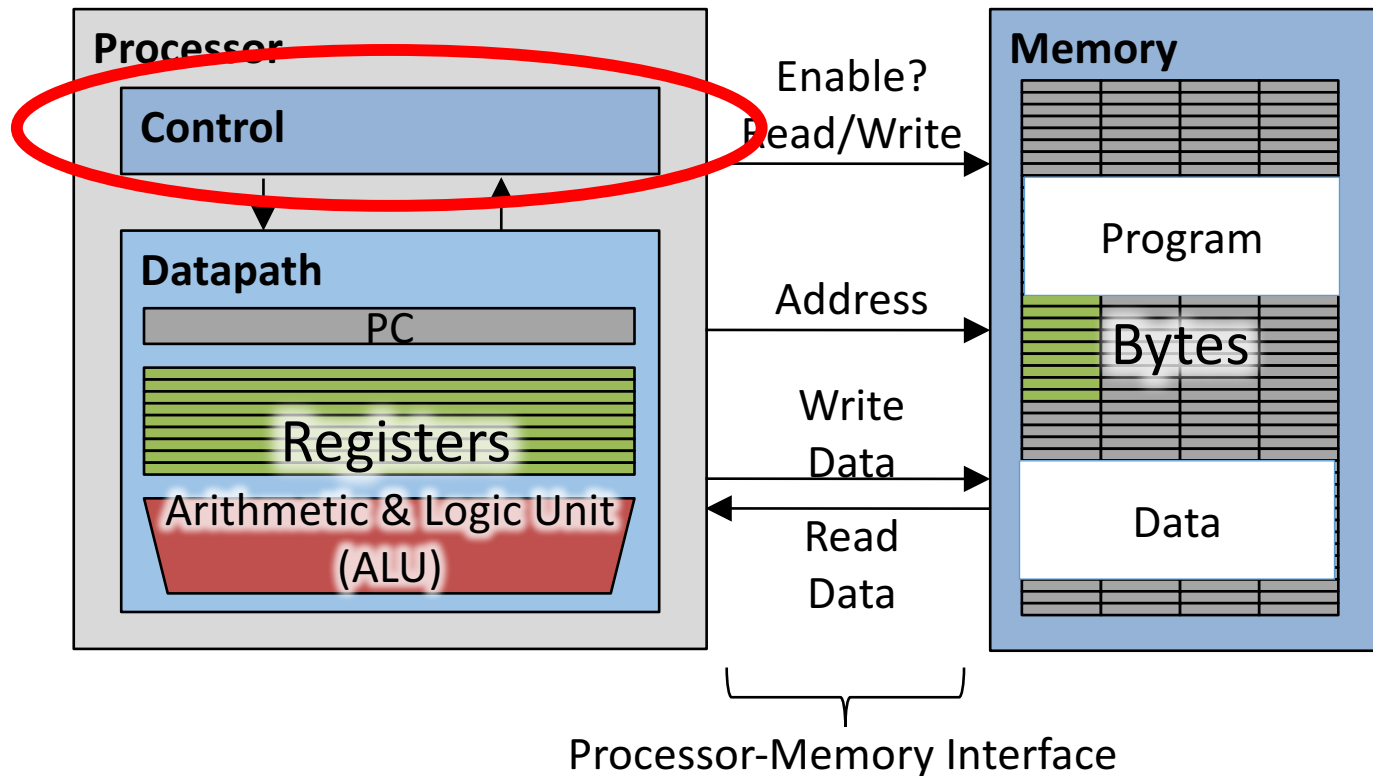 Processor
Control
Datapath
PC
Registers
Arithmetic & Logic Unit
(ALU)
Enable?
Read/Write
Address
Write
Data
Read
Data
Memory
Program
Bytes
Data
Processor-Memory Interface